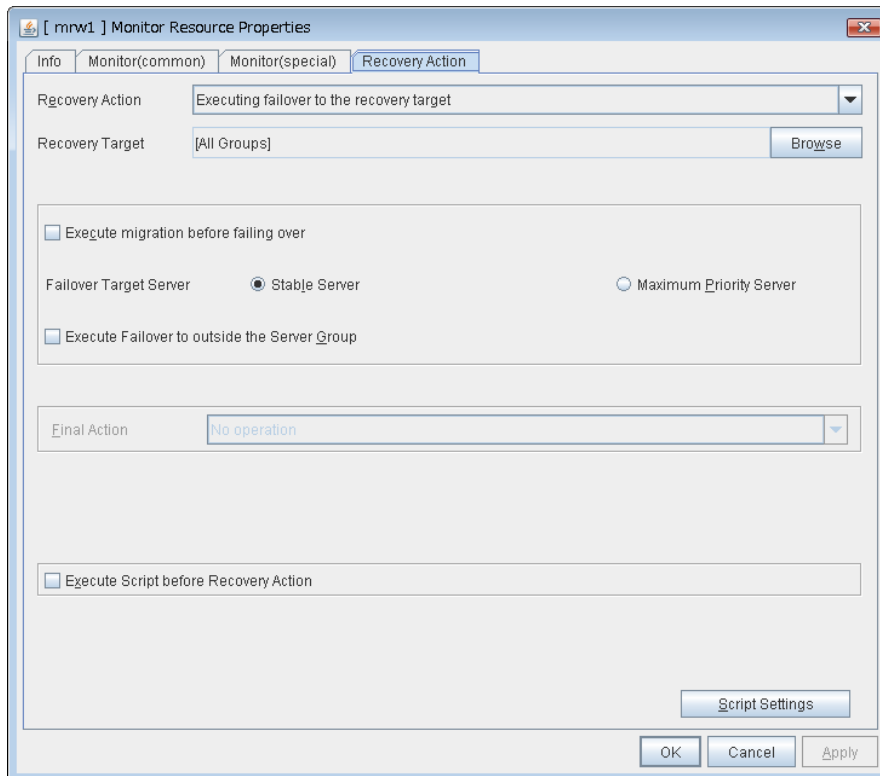 [ mrw1 ] Monitor Resource Properties
Info Monitor(common) Monitor(special) Recovery Action
Recovery Action Executing failover to the recovery target
Recovery Target [All Groups] Browse
Execute migration before failing over
Failover Target Server Stable Server Maximum Priority Server
Execute Failover to outside the Server Group
Final Action No operation
Execute Script before Recovery Action
Script Settings
OK Cancel Apply